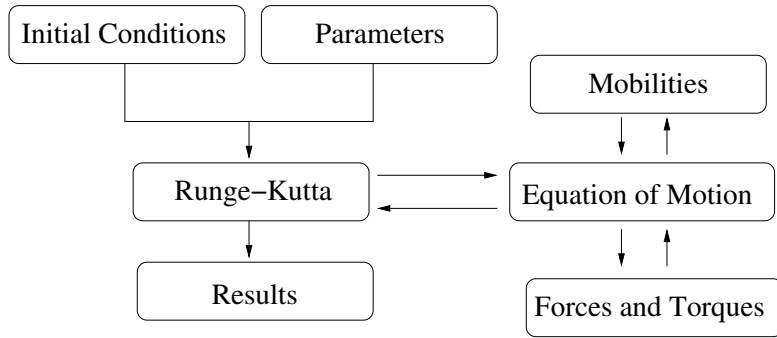 Initial Conditions
Parameters
Mobilities
Runge−Kutta
Equation of Motion
Results
Forces and Torques